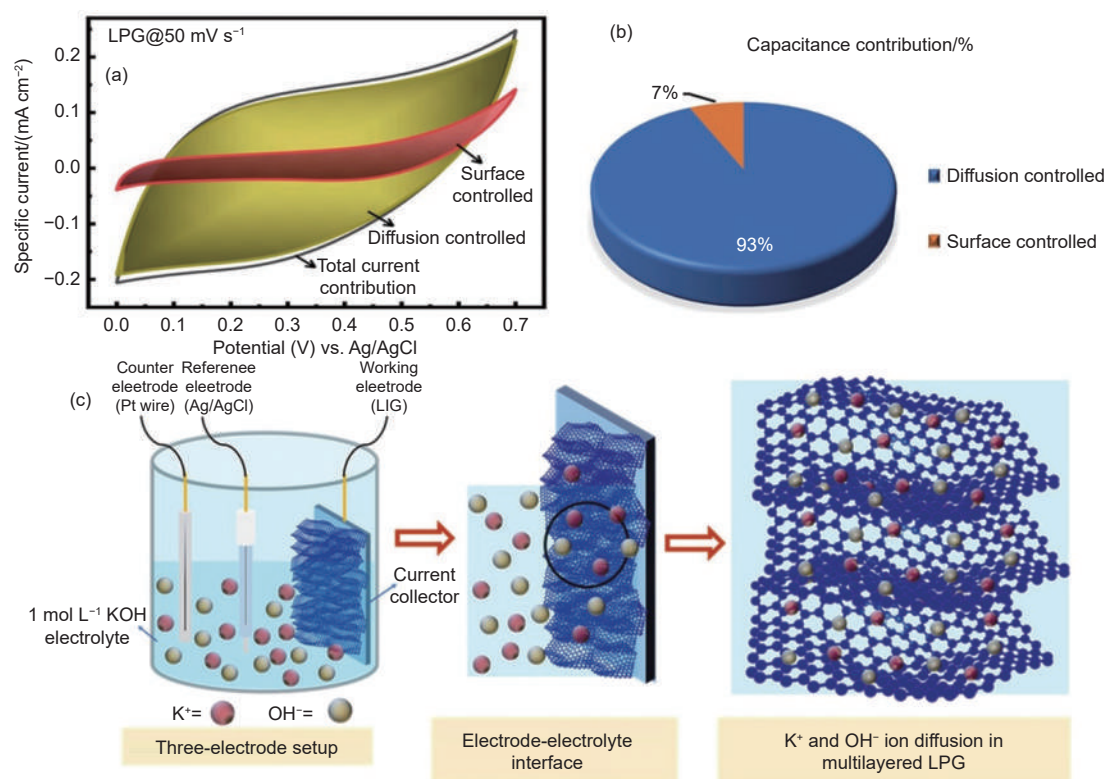 LPG@50 mV s⁻¹
(a)
0.2
0.1
0.0
−0.1
−0.2
Specific current/(mA cm⁻²)
Surface
controlled
Diffusion controlled
Total current
contribution
0.0 0.1 0.2 0.3 0.4 0.5 0.6 0.7
Potential (V) vs. Ag/AgCl
(b)
Capacitance contribution/%
7%
93%
Diffusion controlled
Surface controlled
(c)
Counter
eleetrode
(Pt wire)
Referenee
eleetrode
(Ag/AgCl)
Working
eleetrode
(LIG)
Current
collector
1 mol L⁻¹ KOH
electrolyte
K⁺=
OH⁻=
Three-electrode setup
Electrode-electrolyte
interface
K⁺ and OH⁻ ion diffusion in
multilayered LPG